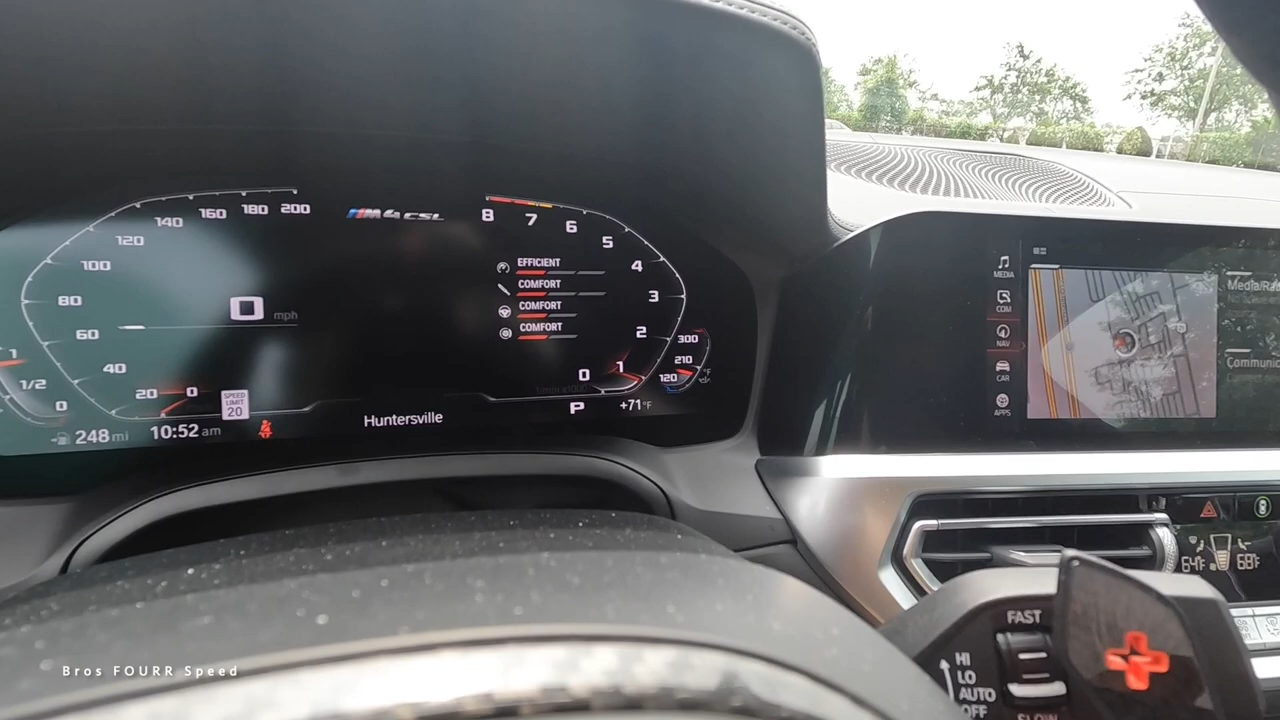 140 160 180 200
120
100
80
60
40
20 0
0 mph
SPEED
LIMIT
20
1
1/2
0
248 mi
10:52 am
M4 CSL
8 7 6 5 4 3 2 1 0
EFFICIENT
COMFORT
COMFORT
COMFORT
300
210
120
°F
P
+71°F
Huntersville
MEDIA
COM
NAV
CAR
APPS
Media/Ra
Communic
64°F
68°F
FAST
HI
LO
AUTO
OFF
SLOW
Bros FOURR Speed